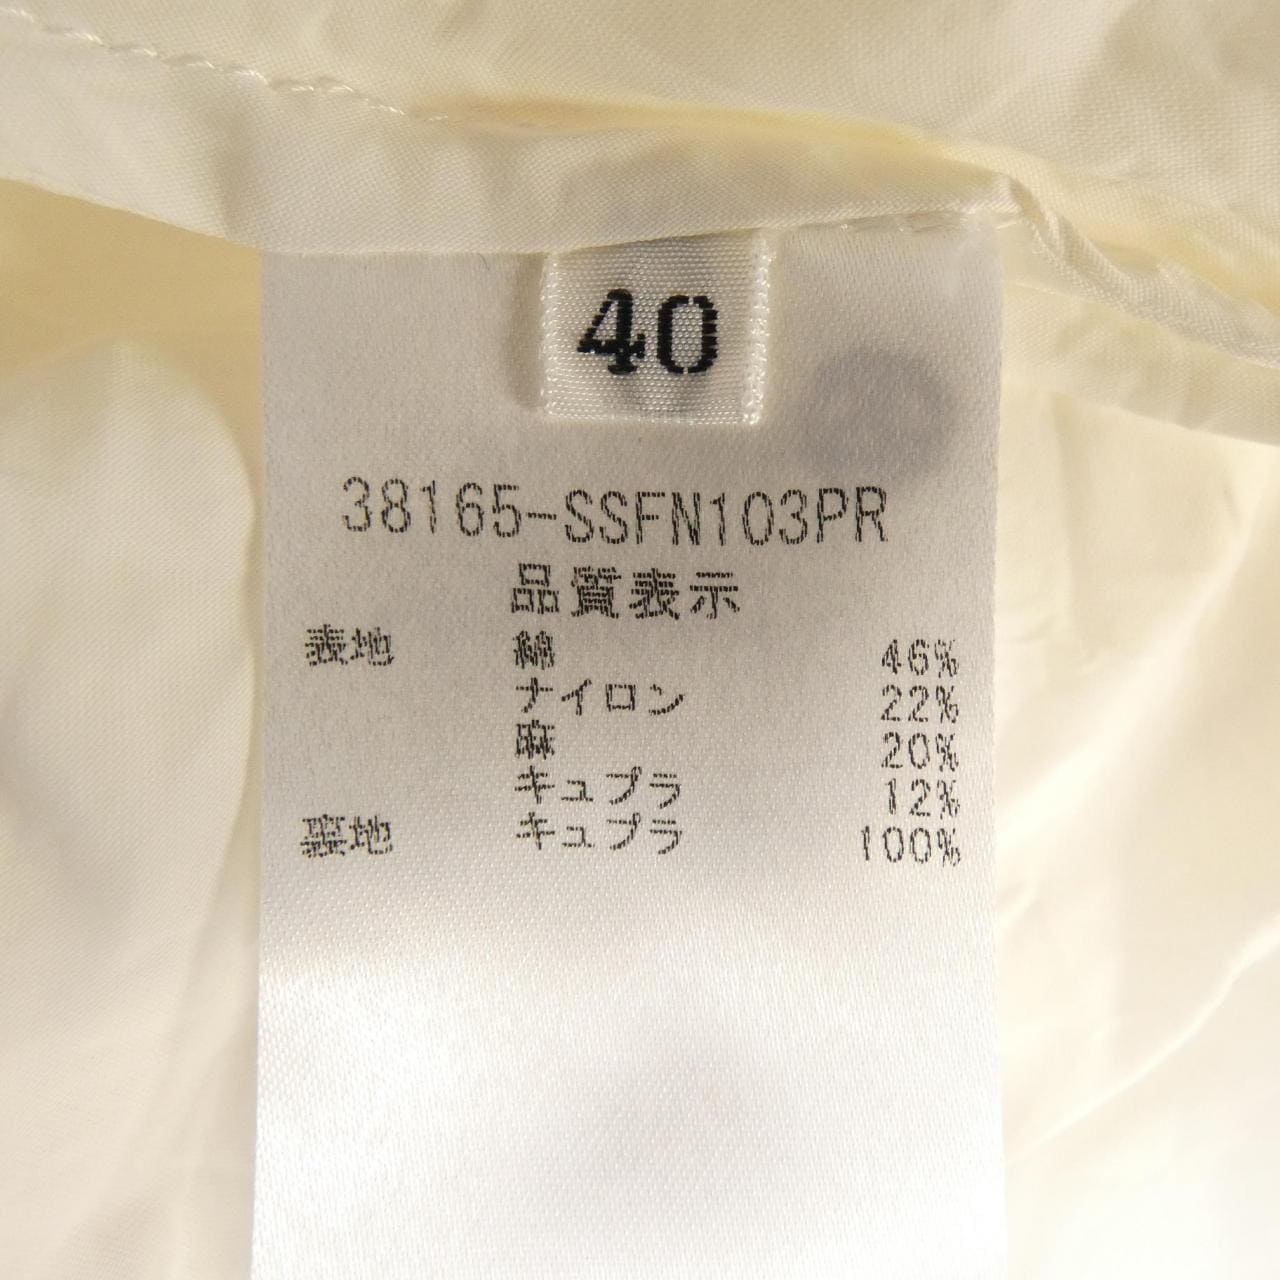 40
38165-SSFN103PR
品質表示
表地 綿 46%
ナイロン 22%
麻 20%
キュプラ 12%
裏地 キュプラ 100%